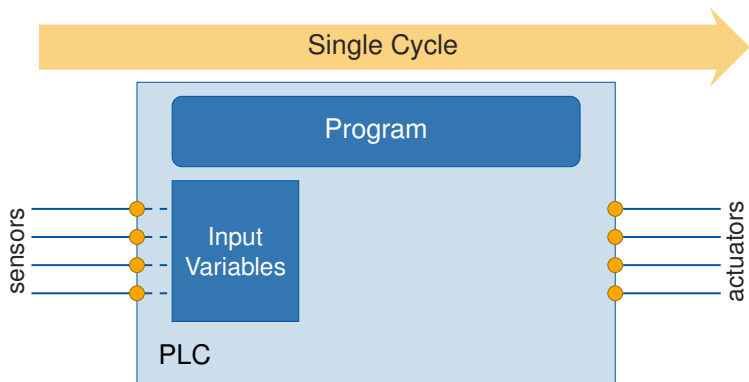 Single Cycle
Program
sensors
Input
Variables
actuators
PLC